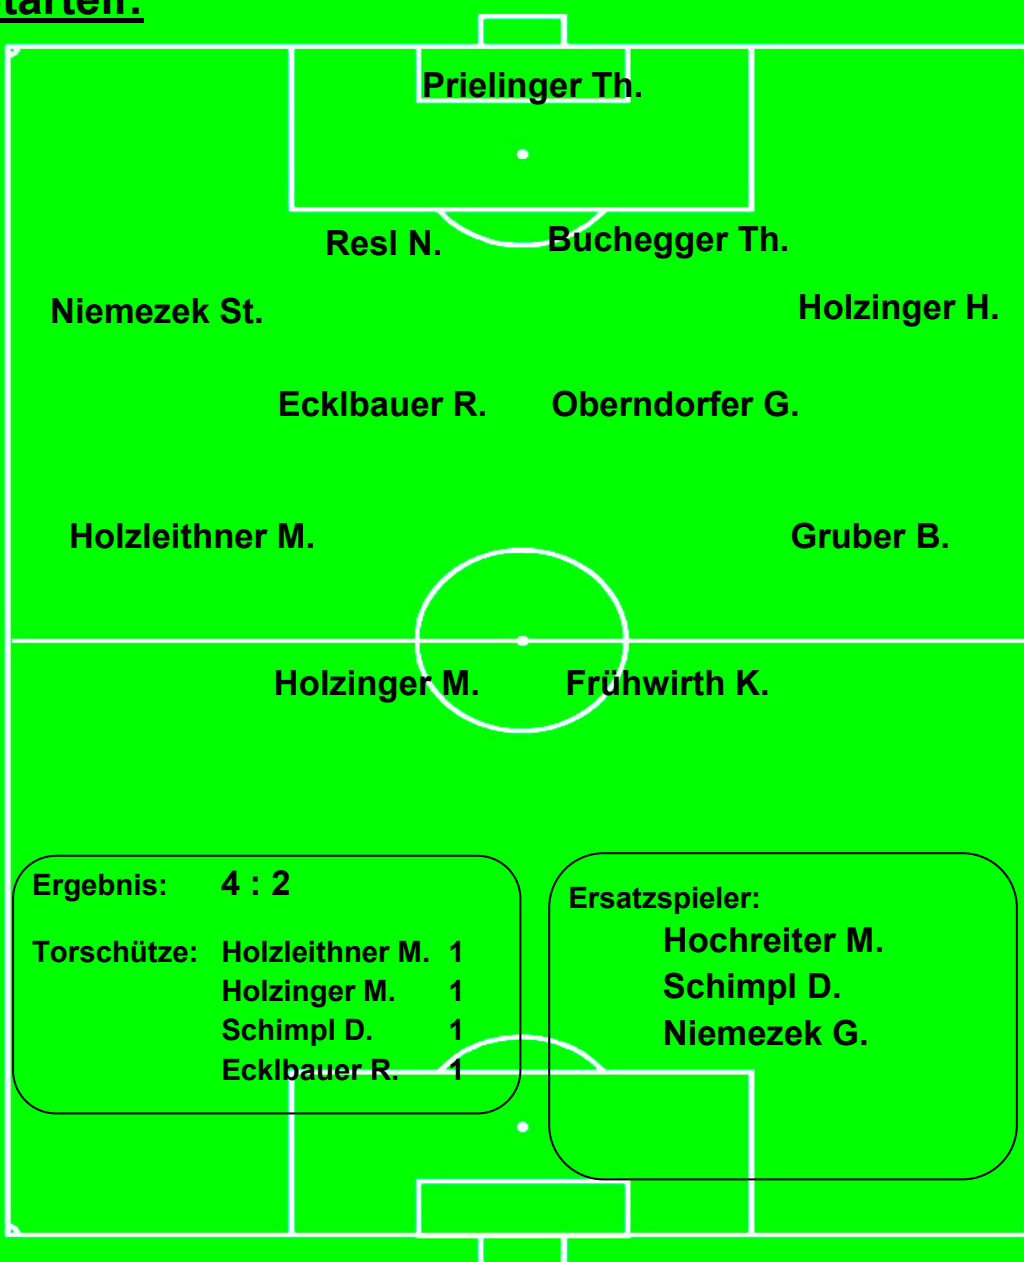 Prielinger Th.
Resl N. Buchegger Th.
Niemezek St. Holzinger H.
Ecklbauer R. Oberndorfer G.
Holzleithner M. Gruber B.
Holzinger M. Frühwirth K.
Ergebnis: 4 : 2
Torschütze: Holzleithner M. 1
Holzinger M. 1
Schimpl D. 1
Ecklbauer R. 1
Ersatzspieler:
Hochreiter M.
Schimpl D.
Niemezek G.